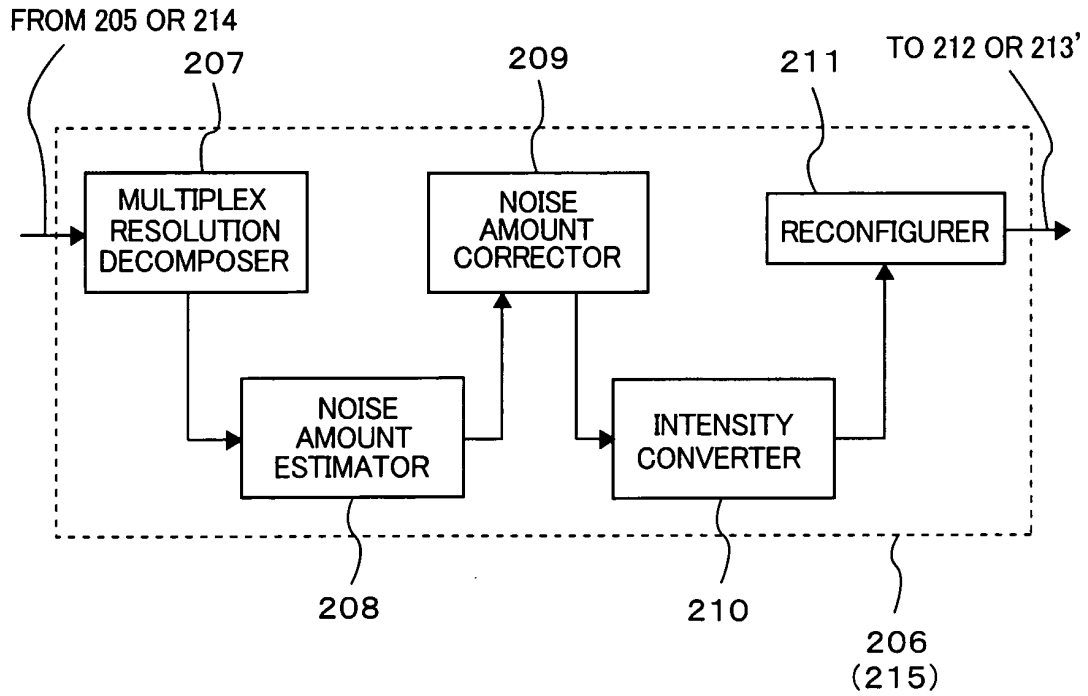 FROM 205 OR 214
TO 212 OR 213'
207
209
211
MULTIPLEX
RESOLUTION
DECOMPOSER
NOISE
AMOUNT
CORRECTOR
RECONFIGURER
NOISE
AMOUNT
ESTIMATOR
INTENSITY
CONVERTER
208
210
206
(215)